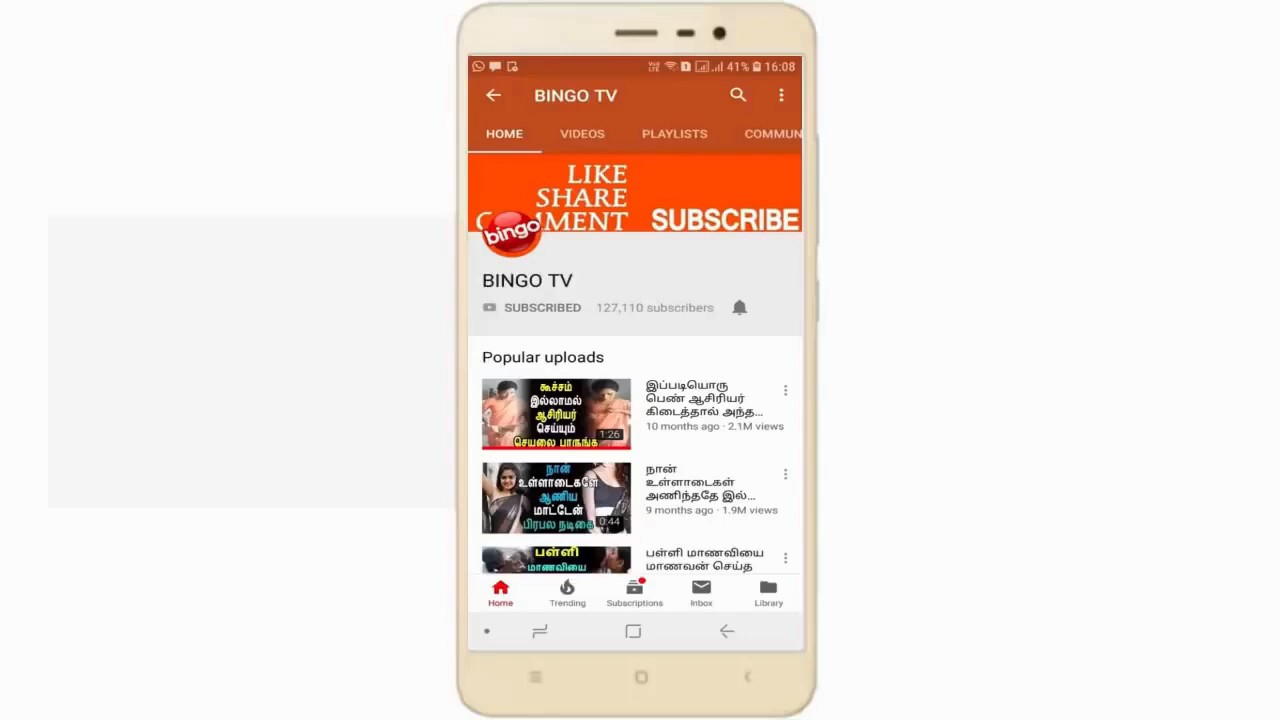 41% 16:08
BINGO TV
HOME VIDEOS PLAYLISTS COMMUN
LIKE
SHARE
MENT SUBSCRIBE
bingo
BINGO TV
SUBSCRIBED 127,110 subscribers
Popular uploads
கூச்சம்
இல்லாமல்
ஆசிரியர்
செய்யும்
செயலை பாருங்க
1:26
இப்படியொரு
பெண் ஆசிரியர்
கிடைத்தால் அந்த...
10 months ago · 2.1M views
நான்
உள்ளாடைகளே
ஆணிய
மாட்டேன்
பிரபல நடிகை
0:44
நான்
உள்ளாடைகள்
அணிந்ததே இல்...
9 months ago · 1.9M views
பள்ளி
மாணவியை
பள்ளி மாணவியை
மாணவன் செய்த
Home Trending Subscriptions Inbox Library